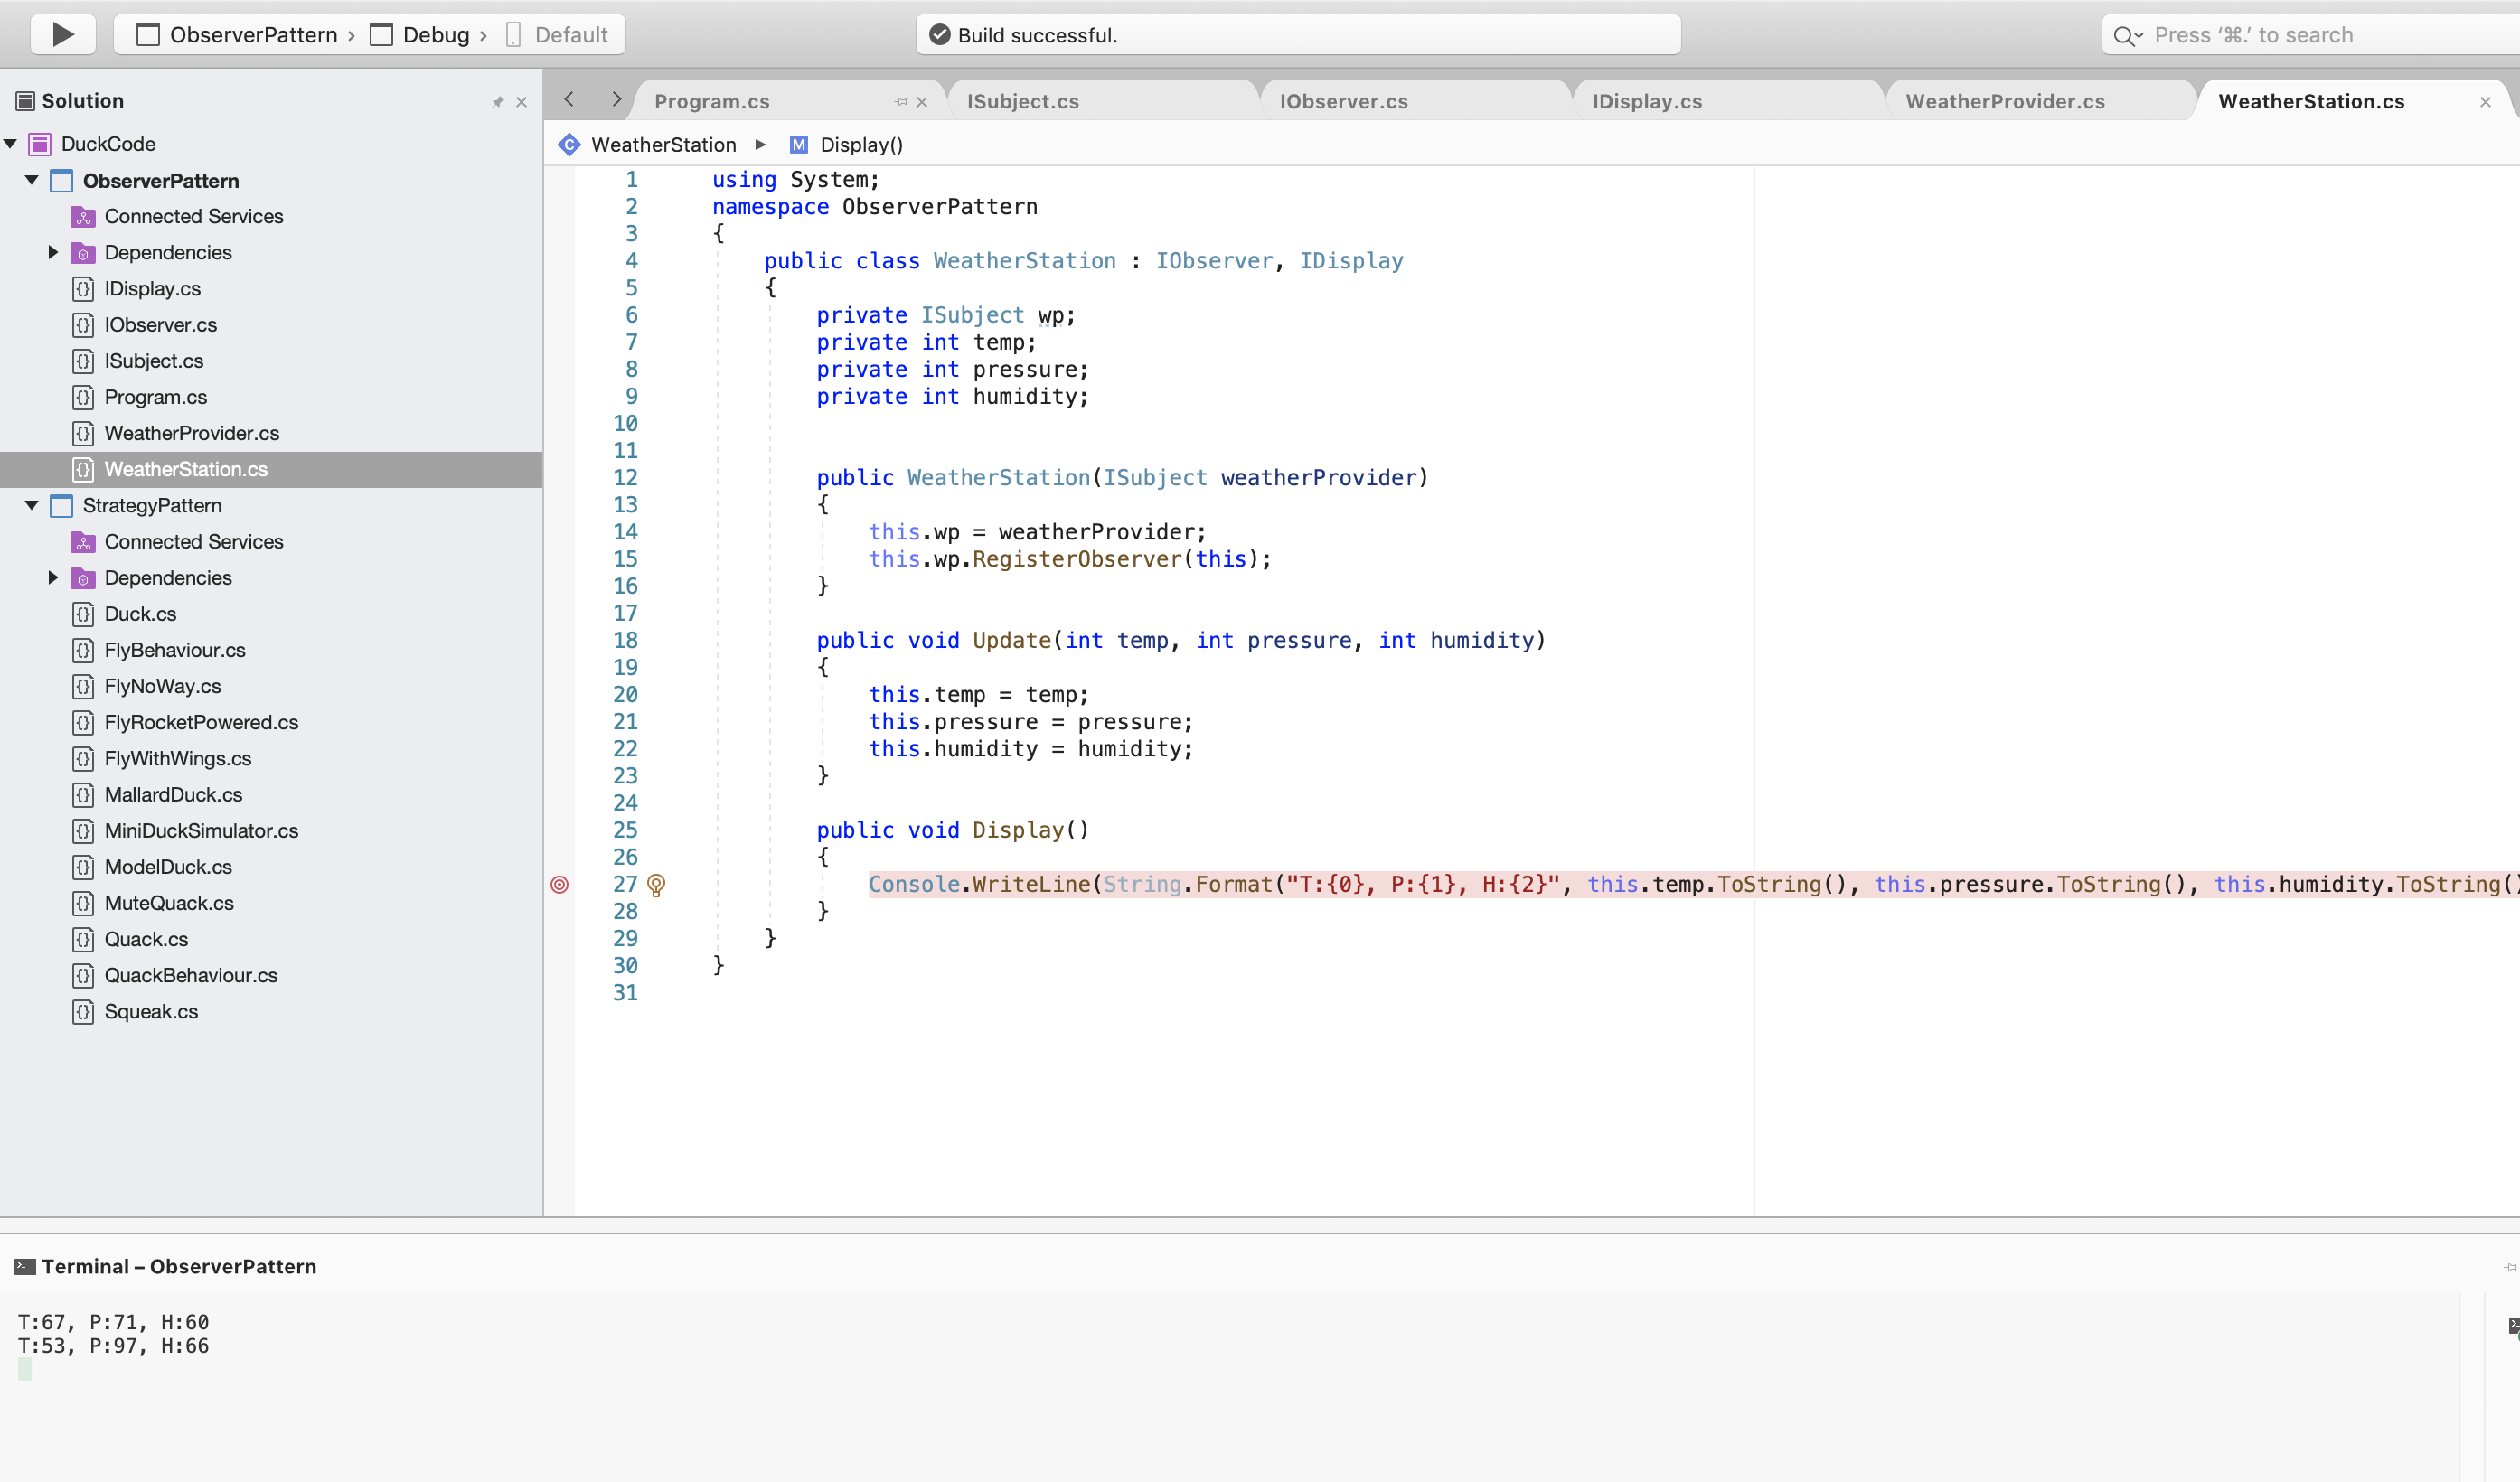 ObserverPattern › Debug › Default
Build successful.
Press ‘⌘.’ to search
Solution
DuckCode
ObserverPattern
Connected Services
Dependencies
IDisplay.cs
IObserver.cs
ISubject.cs
Program.cs
WeatherProvider.cs
WeatherStation.cs
StrategyPattern
Connected Services
Dependencies
Duck.cs
FlyBehaviour.cs
FlyNoWay.cs
FlyRocketPowered.cs
FlyWithWings.cs
MallardDuck.cs
MiniDuckSimulator.cs
ModelDuck.cs
MuteQuack.cs
Quack.cs
QuackBehaviour.cs
Squeak.cs
Program.cs ISubject.cs IObserver.cs IDisplay.cs WeatherProvider.cs WeatherStation.cs
C WeatherStation M Display()
1 using System;
2 namespace ObserverPattern
3 {
4 public class WeatherStation : IObserver, IDisplay
5 {
6 private ISubject wp;
7 private int temp;
8 private int pressure;
9 private int humidity;
10
11
12 public WeatherStation(ISubject weatherProvider)
13 {
14 this.wp = weatherProvider;
15 this.wp.RegisterObserver(this);
16 }
17
18 public void Update(int temp, int pressure, int humidity)
19 {
20 this.temp = temp;
21 this.pressure = pressure;
22 this.humidity = humidity;
23 }
24
25 public void Display()
26 {
27 Console.WriteLine(String.Format("T:{0}, P:{1}, H:{2}", this.temp.ToString(), this.pressure.ToString(), this.humidity.ToString()
28 }
29 }
30 }
31
Terminal – ObserverPattern
T:67, P:71, H:60
T:53, P:97, H:66